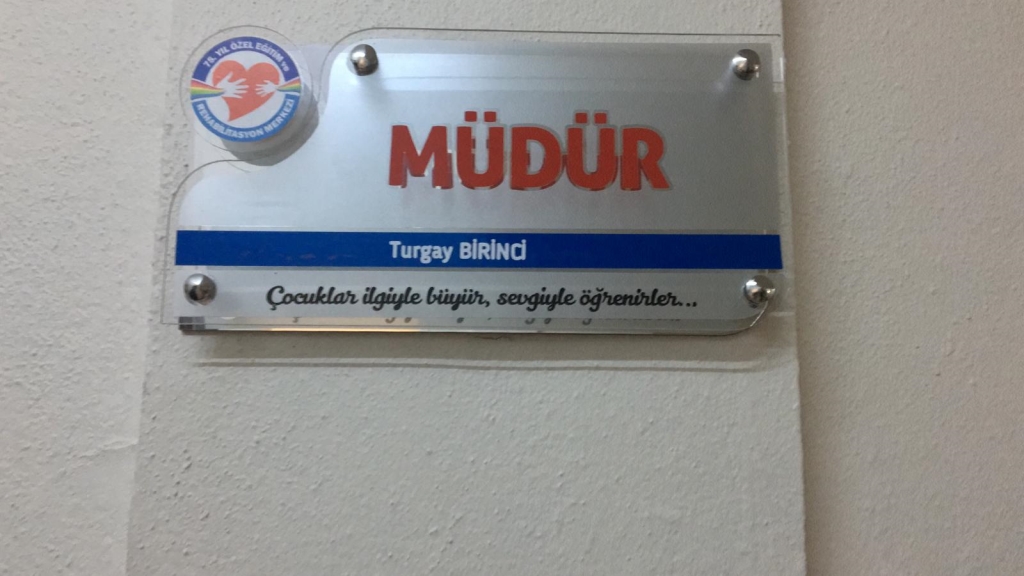 75. YIL ÖZEL EĞİTİM ve
REHABİLİTASYON MERKEZİ
MÜDÜR
Turgay BİRİNCİ
Çocuklar ilgiyle büyür, sevgiyle öğrenirler...